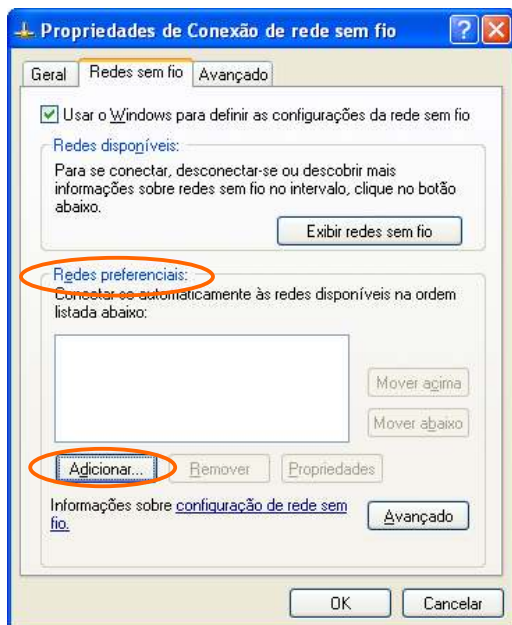 Propriedades de Conexão de rede sem fio
Geral Redes sem fio Avançado
Usar o Windows para definir as configurações da rede sem fio
Redes disponíveis:
Para se conectar, desconectar-se ou descobrir mais
informações sobre redes sem fio no intervalo, clique no botão
abaixo.
Exibir redes sem fio
Redes preferenciais:
Conectar-se automaticamente às redes disponíveis na ordem
listada abaixo:
Mover acima
Mover abaixo
Adicionar... Remover Propriedades
Informações sobre configuração de rede sem
fio.
Avançado
OK Cancelar